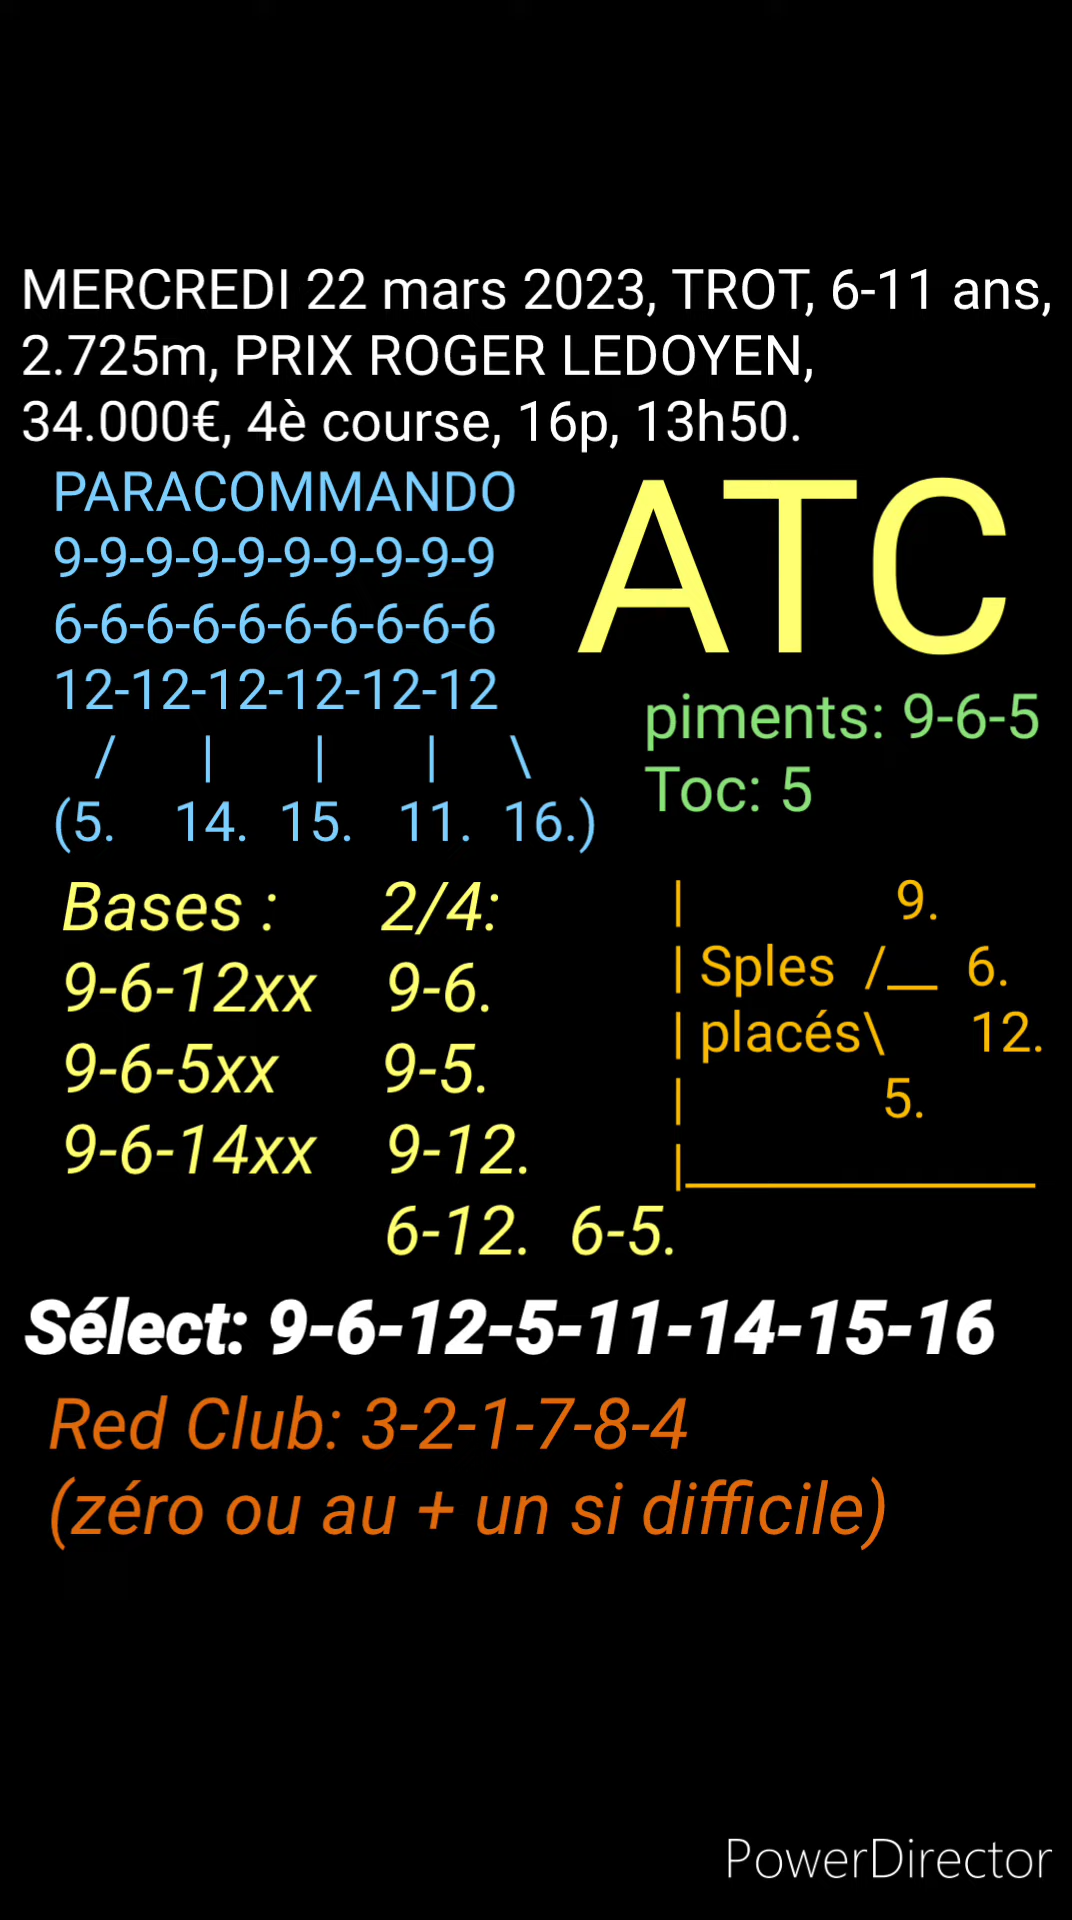 MERCREDI 22 mars 2023, TROT, 6-11 ans,
2.725m, PRIX ROGER LEDOYEN,
34.000€, 4è course, 16p, 13h50.
PARACOMMANDO
9-9-9-9-9-9-9-9-9-9
6-6-6-6-6-6-6-6-6-6
12-12-12-12-12-12
/ | | | \
(5. 14. 15. 11. 16.)
ATC
piments: 9-6-5
Toc: 5
Bases : 2/4:
9-6-12xx 9-6.
9-6-5xx 9-5.
9-6-14xx 9-12.
6-12. 6-5.
| 9.
| Sples /__ 6.
| placés\ 12.
| 5.
|______________
Sélect: 9-6-12-5-11-14-15-16
Red Club: 3-2-1-7-8-4
(zéro ou au + un si difficile)
PowerDirector